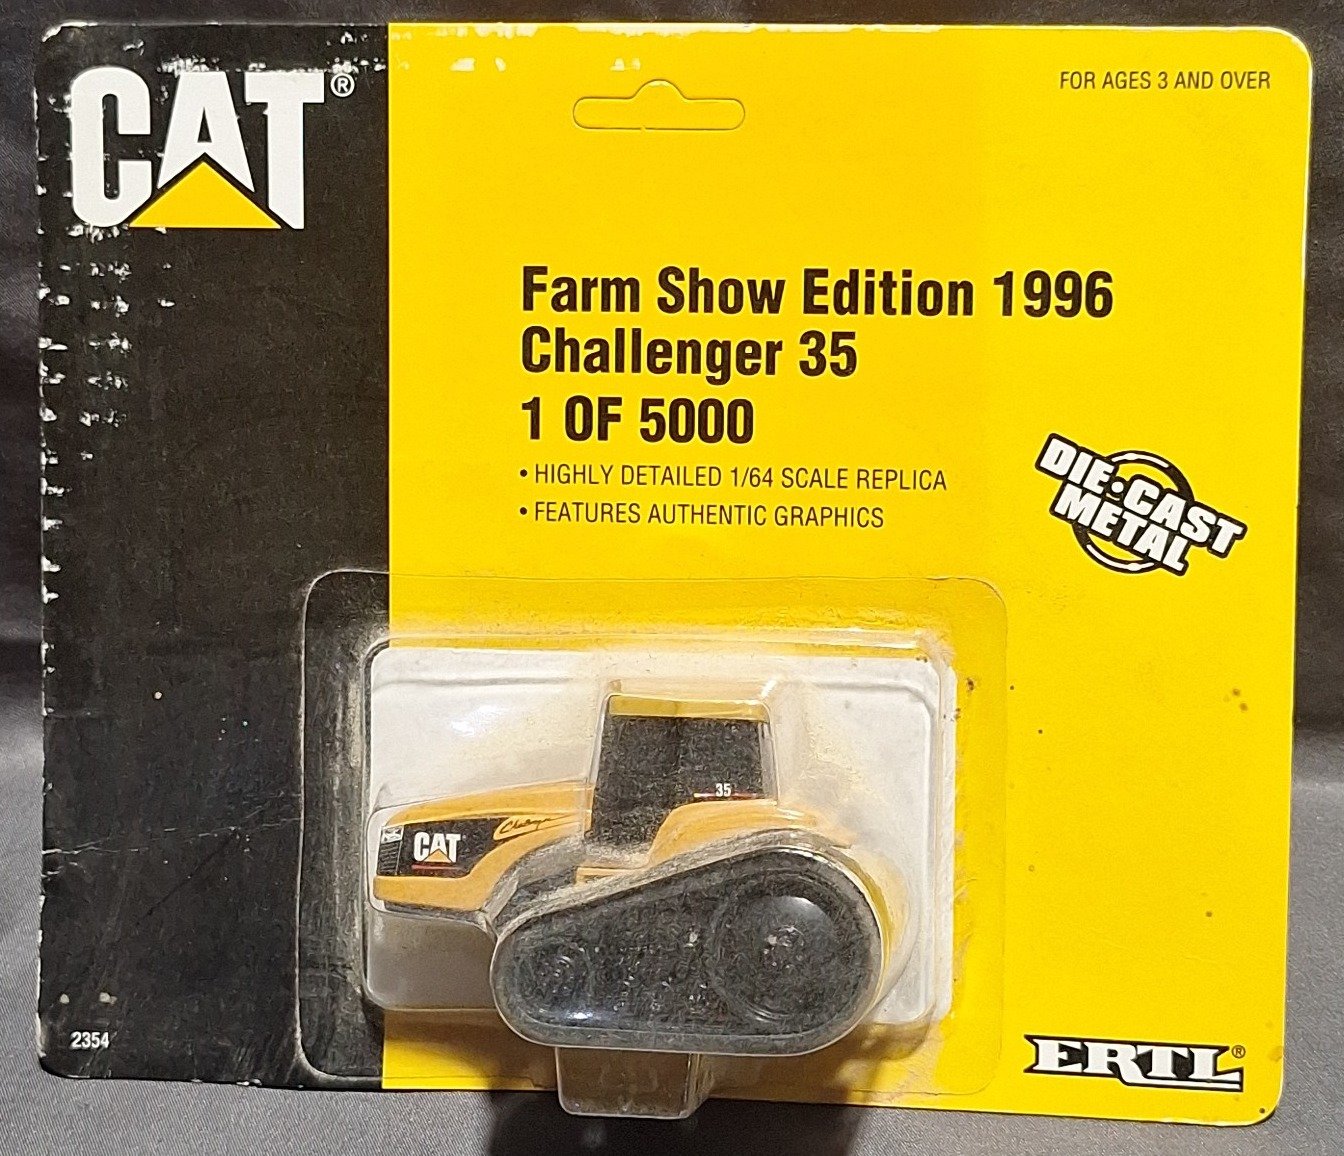 CAT®
FOR AGES 3 AND OVER
Farm Show Edition 1996
Challenger 35
1 OF 5000
• HIGHLY DETAILED 1/64 SCALE REPLICA
• FEATURES AUTHENTIC GRAPHICS
DIE•CAST
METAL
35
CAT
2354
ERTL®